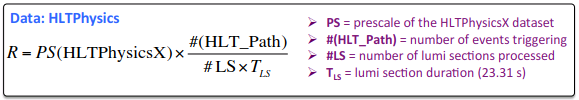 Data: HLTPhysics
R = PS(HLTPhysicsX) × #(HLT_Path) / #LS × T_LS
➢ PS = prescale of the HLTPhysicsX dataset
➢ #(HLT_Path) = number of events triggering
➢ #LS = number of lumi sections processed
➢ T_LS = lumi section duration (23.31 s)